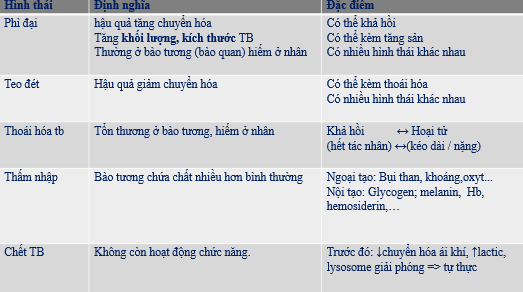 Hình thái Định nghĩa Đặc điểm
Phì đại hậu quả tăng chuyển hóa Có thể khả hồi
Tăng khối lượng, kích thước TB Có thể kèm tăng sản
Thường ở bào tương (bào quan) hiếm ở nhân Có nhiều hình thái khác nhau
Teo đét Hậu quả giảm chuyển hóa Có thể kèm thoái hóa
Có nhiều hình thái khác nhau
Thoái hóa tb Tổn thương ở bào tương, hiếm ở nhân Khả hồi ↔ Hoại tử
(hết tác nhân) ↔(kéo dài / nặng)
Thấm nhập Bào tương chứa chất nhiều hơn bình thường Ngoại tạo: Bụi than, khoáng,oxyt...
Nội tạo: Glycogen; melanin, Hb,
hemosiderin,…
Chết TB Không còn hoạt động chức năng. Trước đó: ↓chuyển hóa ái khí, ↑lactic,
lysosome giải phóng => tự thực